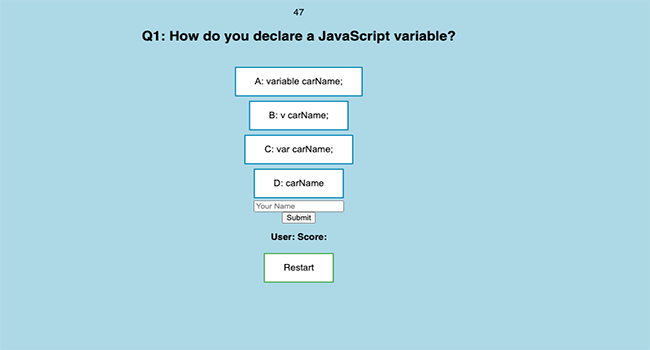 47
Q1: How do you declare a JavaScript variable?
A: variable carName;
B: v carName;
C: var carName;
D: carName
Your Name
Submit
User: Score:
Restart